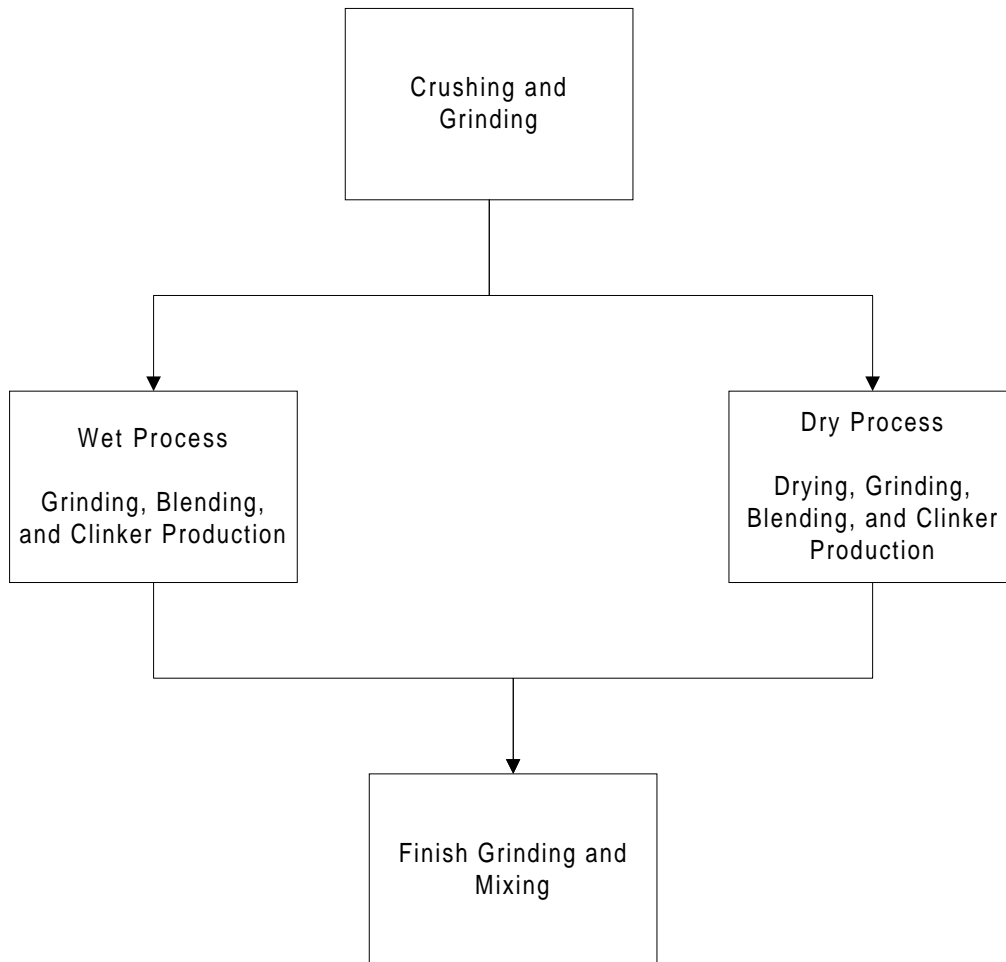 Crushing and
Grinding
Wet Process
Grinding, Blending,
and Clinker Production
Dry Process
Drying, Grinding,
Blending, and Clinker
Production
Finish Grinding and
Mixing